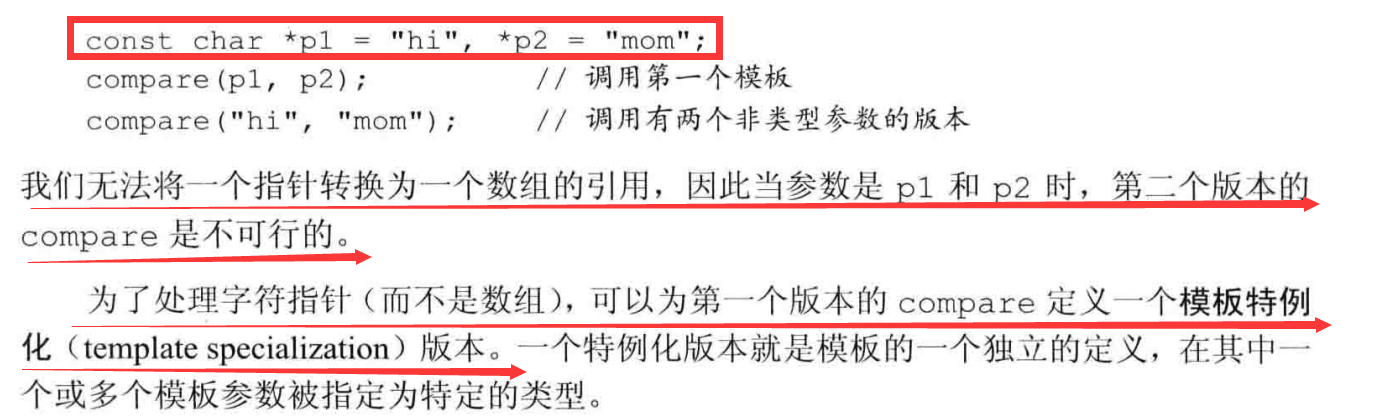 const char *p1 = "hi", *p2 = "mom";
compare(p1, p2);          // 调用第一个模板
compare("hi", "mom");     // 调用有两个非类型参数的版本
我们无法将一个指针转换为一个数组的引用，因此当参数是 p1 和 p2 时，第二个版本的
compare 是不可行的。
为了处理字符指针（而不是数组），可以为第一个版本的 compare 定义一个模板特例
化（template specialization）版本。一个特例化版本就是模板的一个独立的定义，在其中一
个或多个模板参数被指定为特定的类型。